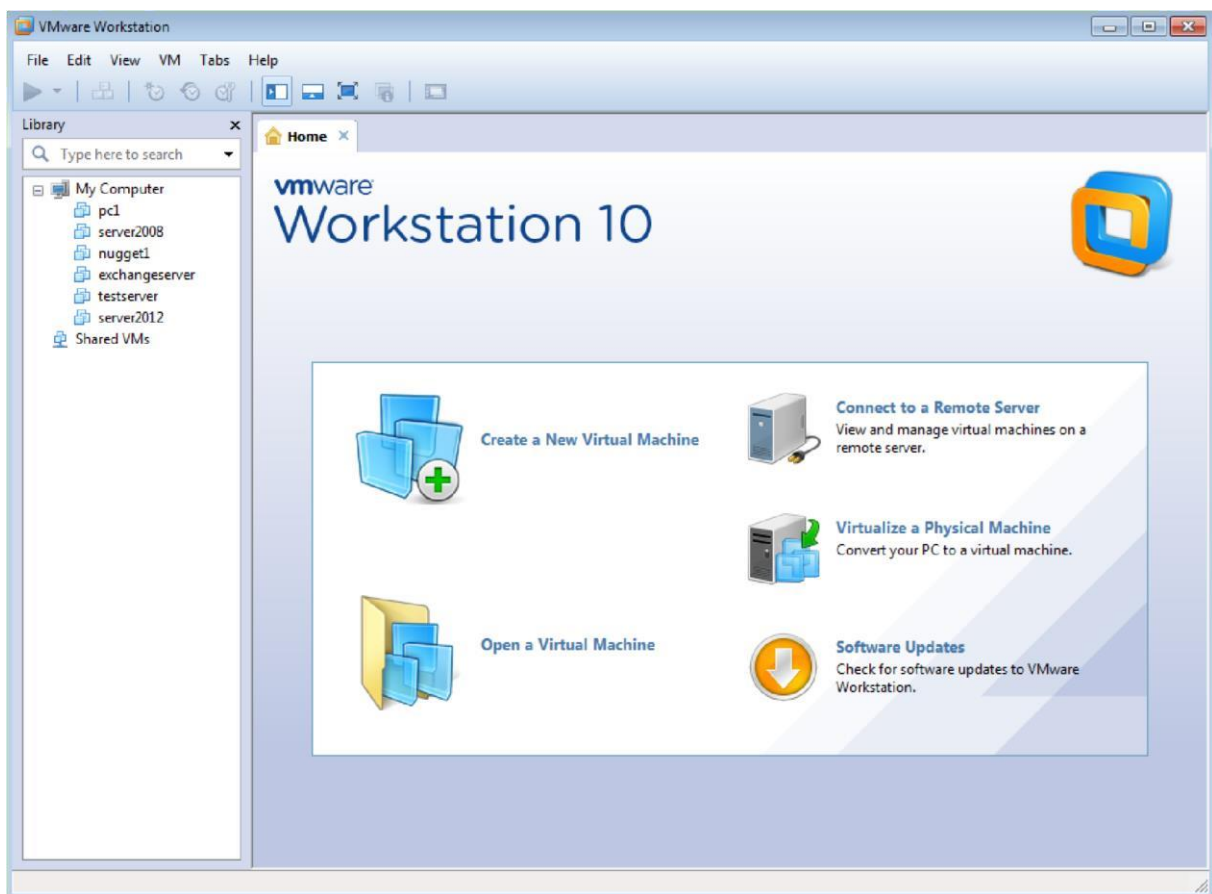 VMware Workstation
File Edit View VM Tabs Help
Library
Type here to search
My Computer
pc1
server2008
nugget1
exchangeserver
testserver
server2012
Shared VMs
Home
vmware
Workstation 10
Create a New Virtual Machine
Open a Virtual Machine
Connect to a Remote Server
View and manage virtual machines on a
remote server.
Virtualize a Physical Machine
Convert your PC to a virtual machine.
Software Updates
Check for software updates to VMware
Workstation.